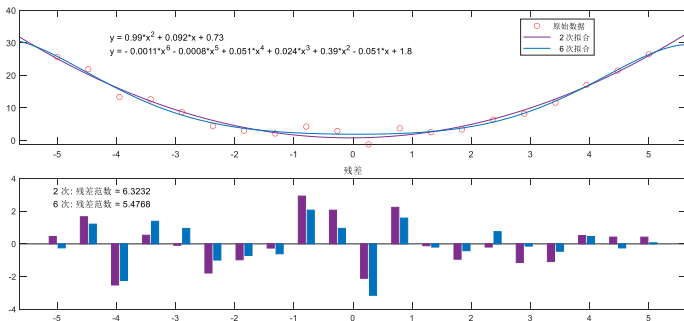 40
30
20
10
0
y = 0.99*x² + 0.092*x + 0.73
y = - 0.0011*x⁶ - 0.0008*x⁵ + 0.051*x⁴ + 0.024*x³ + 0.39*x² - 0.051*x + 1.8
原始数据
2 次拟合
6 次拟合
-5 -4 -3 -2 -1 0 1 2 3 4 5
残差
4
2
0
-2
-4
2 次: 残差范数 = 6.3232
6 次: 残差范数 = 5.4768
-5 -4 -3 -2 -1 0 1 2 3 4 5